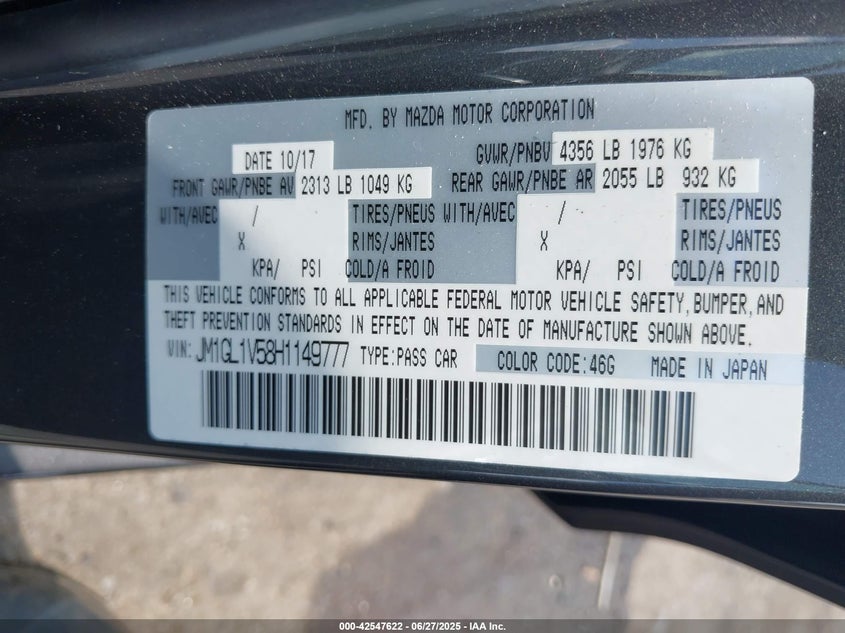 MFD. BY MAZDA MOTOR CORPORATION
DATE 10/17 GVWR/PNBV 4356 LB 1976 KG
FRONT GAWR/PNBE AV 2313 LB 1049 KG REAR GAWR/PNBE AR 2055 LB 932 KG
WITH/AVEC / TIRES/PNEUS WITH/AVEC / TIRES/PNEUS
X RIMS/JANTES X RIMS/JANTES
KPA/ PSI COLD/A FROID KPA/ PSI COLD/A FROID
THIS VEHICLE CONFORMS TO ALL APPLICABLE FEDERAL MOTOR VEHICLE SAFETY, BUMPER, AND
THEFT PREVENTION STANDARDS IN EFFECT ON THE DATE OF MANUFACTURE SHOWN ABOVE.
VIN: JM1GL1V58H1149777 TYPE: PASS CAR COLOR CODE: 46G MADE IN JAPAN
000-42547622 06/27/2025 - IAA Inc.